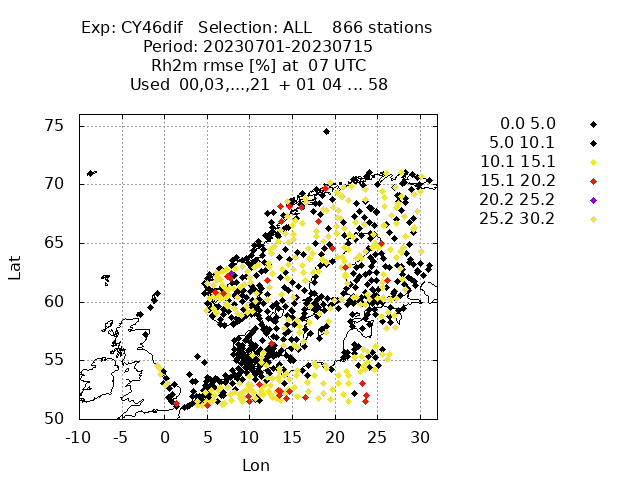 Exp: CY46dif Selection: ALL 866 stations
Period: 20230701-20230715
Rh2m rmse [%] at 07 UTC
Used 00,03,...,21 + 01 04 ... 58
0.0 5.0
5.0 10.1
10.1 15.1
15.1 20.2
20.2 25.2
25.2 30.2
75
70
65
60
55
50
Lat
-10 -5 0 5 10 15 20 25 30
Lon